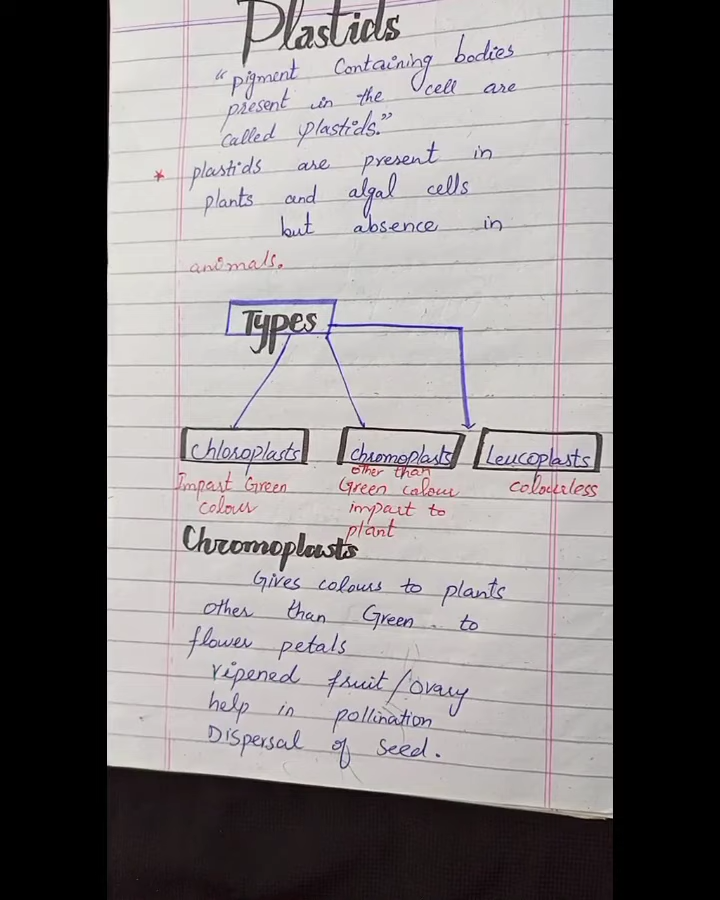 Plastids
"pigment Containing bodies
present in the cell are
called plastids."
* plastids are present in
plants and algal cells
but absence in
animals.
Types
Chloroplasts
Impart Green
colour
chromoplasts
other than
Green colour
impart to
plant
Leucoplasts
colourless
Chromoplasts
Gives colours to plants
other than Green. to
flower petals
ripened fruit/ovary
help in pollination
Dispersal of seed.